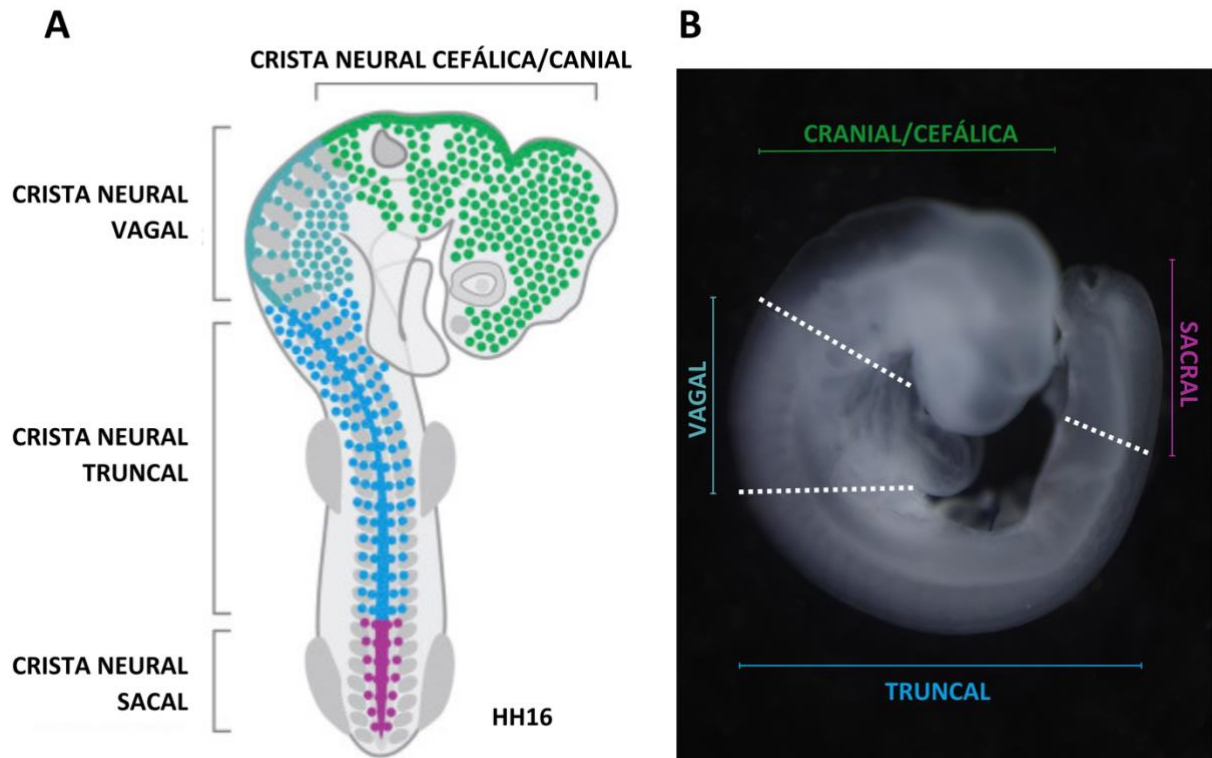 A
CRISTA NEURAL CEFÁLICA/CANIAL
CRISTA NEURAL
VAGAL
CRISTA NEURAL
TRUNCAL
CRISTA NEURAL
SACAL
HH16
B
CRANIAL/CEFÁLICA
VAGAL
SACRAL
TRUNCAL